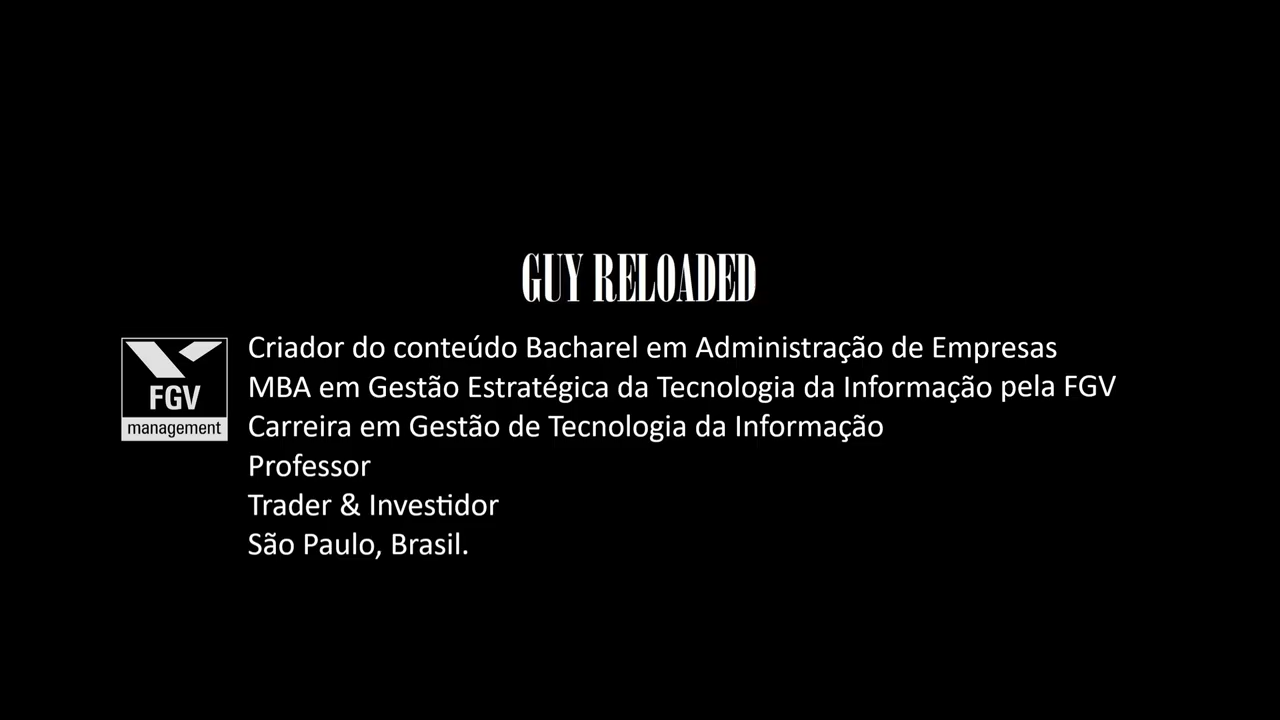 GUY RELOADED
Criador do conteúdo Bacharel em Administração de Empresas
MBA em Gestão Estratégica da Tecnologia da Informação pela FGV
Carreira em Gestão de Tecnologia da Informação
Professor
Trader & Investidor
São Paulo, Brasil.
FGV
management